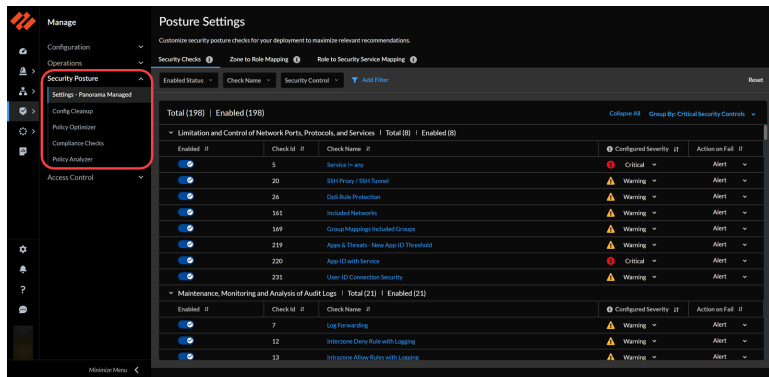 Manage
Configuration
Operations
Security Posture
Settings - Panorama Managed
Config Cleanup
Policy Optimizer
Compliance Checks
Policy Analyzer
Access Control
Minimize Menu
Posture Settings
Customize security posture checks for your deployment to maximize relevant recommendations.
Security Checks Zone to Role Mapping Role to Security Service Mapping
Enabled Status Check Name Security Control Add Filter Reset
Total (198) | Enabled (198) Collapse All Group By: Critical Security Controls
Limitation and Control of Network Ports, Protocols, and Services | Total (8) | Enabled (8)
Enabled Check Id Check Name Configured Severity Action on Fail
5 Service != any Critical Alert
20 SSH Proxy / SSH Tunnel Warning Alert
26 DoS Rule Protection Warning Alert
161 Included Networks Warning Alert
169 Group Mappings Included Groups Warning Alert
219 Apps & Threats - New App-ID Threshold Warning Alert
220 App-ID with Service Critical Alert
231 User-ID Connection Security Warning Alert
Maintenance, Monitoring and Analysis of Audit Logs | Total (21) | Enabled (21)
Enabled Check Id Check Name Configured Severity Action on Fail
7 Log Forwarding Warning Alert
12 Interzone Deny Rule with Logging Warning Alert
13 Intrazone Allow Rules with Logging Warning Alert